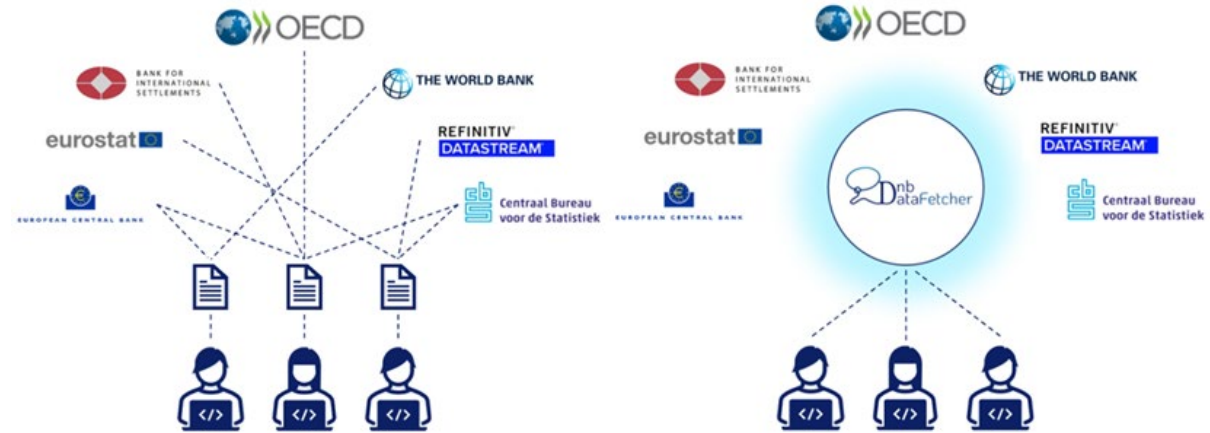 OECD
BANK FOR
INTERNATIONAL
SETTLEMENTS
THE WORLD BANK
eurostat
REFINITIV
DATASTREAM
EUROPEAN CENTRAL BANK
cbs
Centraal Bureau
voor de Statistiek
</>
</>
</>
OECD
BANK FOR
INTERNATIONAL
SETTLEMENTS
THE WORLD BANK
eurostat
REFINITIV
DATASTREAM
dnb
DataFetcher
EUROPEAN CENTRAL BANK
cbs
Centraal Bureau
voor de Statistiek
</>
</>
</>